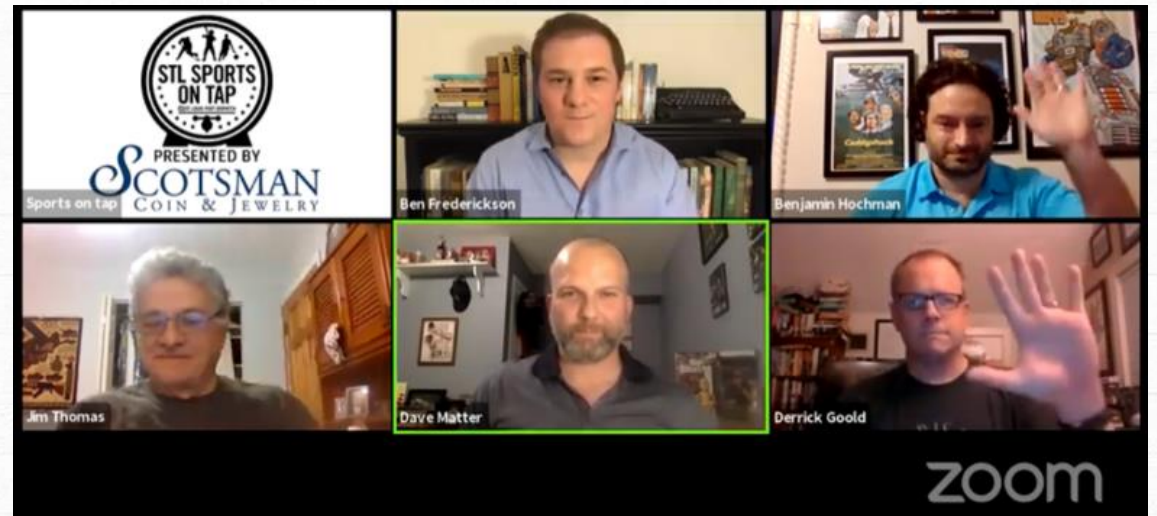 STL SPORTS
ON TAP
PRESENTED BY
SCOTSMAN
COIN & JEWELRY
Sports on tap
Ben Frederickson
Caddyshack
Benjamin Hochman
Jim Thomas
Dave Matter
Derrick Goold
zoom